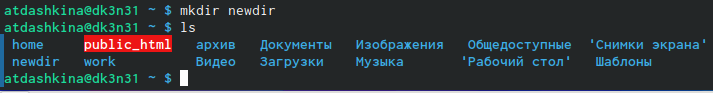 atdashkina@dk3n31 ~ $ mkdir newdir
atdashkina@dk3n31 ~ $ ls
home public_html архив Документы Изображения Общедоступные 'Снимки экрана'
newdir work Видео Загрузки Музыка 'Рабочий стол' Шаблоны
atdashkina@dk3n31 ~ $